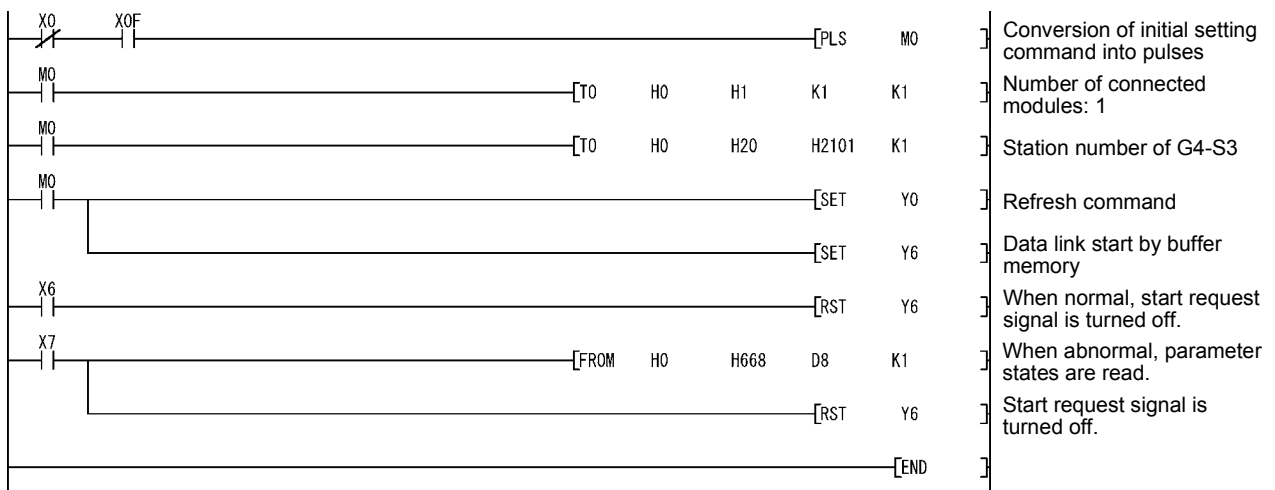 X0 X0F
PLS M0 Conversion of initial setting
command into pulses
M0
TO H0 H1 K1 K1 Number of connected
modules: 1
M0
TO H0 H20 H2101 K1 Station number of G4-S3
M0
SET Y0 Refresh command
SET Y6 Data link start by buffer
memory
X6
RST Y6 When normal, start request
signal is turned off.
X7
FROM H0 H668 D8 K1 When abnormal, parameter
states are read.
RST Y6 Start request signal is
turned off.
END